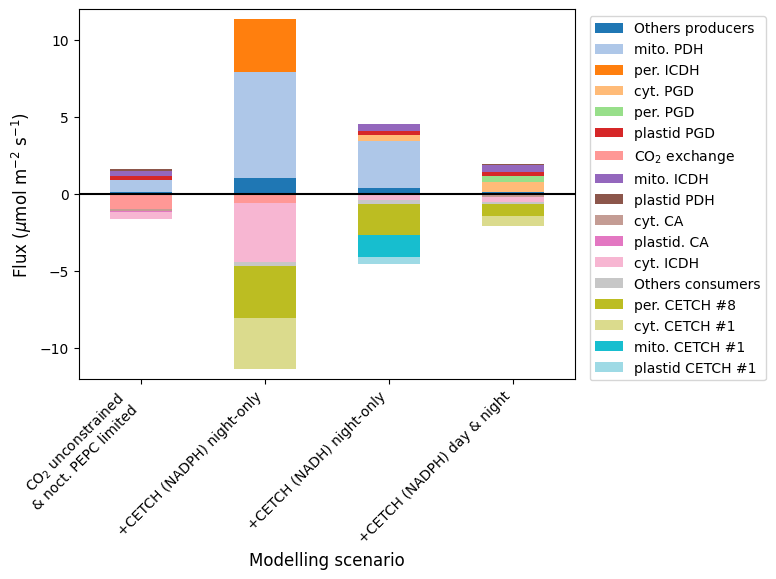 10
5
0
−5
−10
Flux (μmol m⁻² s⁻¹)
CO₂ unconstrained
& noct. PEPC limited
+CETCH (NADPH) night-only
+CETCH (NADH) night-only
+CETCH (NADPH) day & night
Modelling scenario
Others producers
mito. PDH
per. ICDH
cyt. PGD
per. PGD
plastid PGD
CO₂ exchange
mito. ICDH
plastid PDH
cyt. CA
plastid. CA
cyt. ICDH
Others consumers
per. CETCH #8
cyt. CETCH #1
mito. CETCH #1
plastid CETCH #1